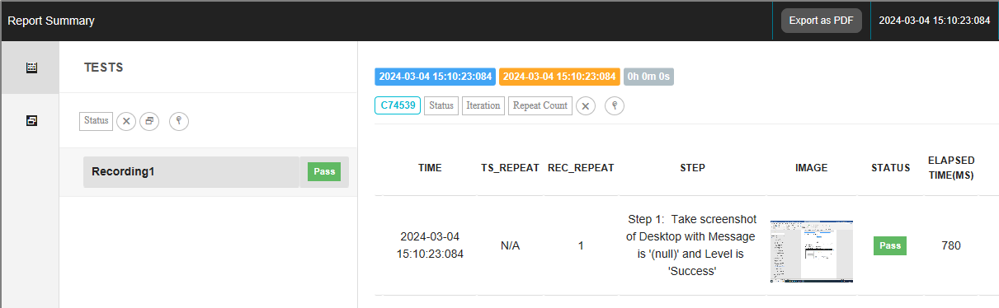 Report Summary
Export as PDF
2024-03-04 15:10:23:084
TESTS
Status
Recording1
Pass
2024-03-04 15:10:23:084 2024-03-04 15:10:23:084 0h 0m 0s
C74539 Status Iteration Repeat Count
TIME TS_REPEAT REC_REPEAT STEP IMAGE STATUS ELAPSED
TIME(MS)
2024-03-04
15:10:23:084
N/A
1
Step 1: Take screenshot
of Desktop with Message
is '(null)' and Level is
'Success'
Pass
780